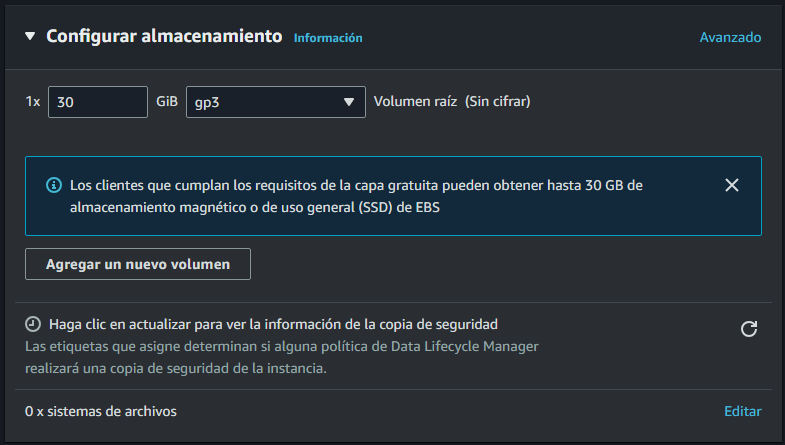 Configurar almacenamiento Información Avanzado
1x 30 GiB gp3 Volumen raíz (Sin cifrar)
Los clientes que cumplan los requisitos de la capa gratuita pueden obtener hasta 30 GB de
almacenamiento magnético o de uso general (SSD) de EBS
Agregar un nuevo volumen
Haga clic en actualizar para ver la información de la copia de seguridad
Las etiquetas que asigne determinan si alguna política de Data Lifecycle Manager
realizará una copia de seguridad de la instancia.
0 x sistemas de archivos Editar